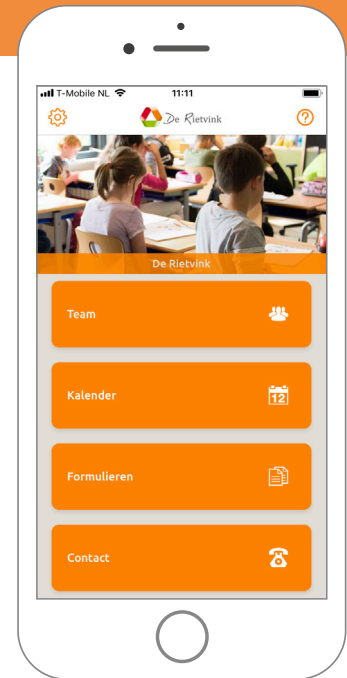 T-Mobile NL 11:11
De Rietvink
De Rietvink
Team
Kalender
12
Formulieren
Contact